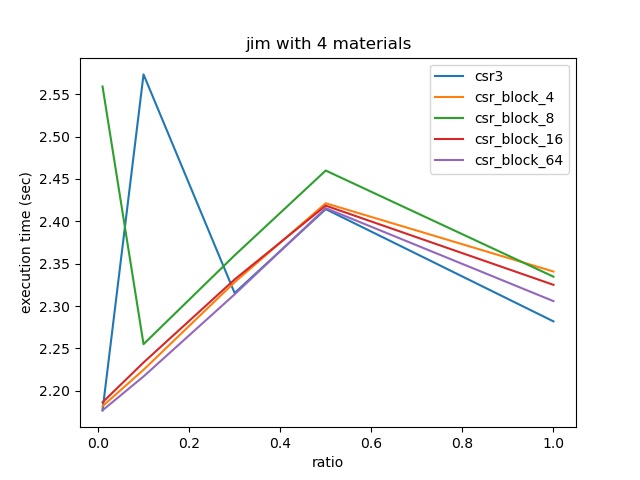 jim with 4 materials
csr3
csr_block_4
csr_block_8
csr_block_16
csr_block_64
execution time (sec)
2.55
2.50
2.45
2.40
2.35
2.30
2.25
2.20
0.0 0.2 0.4 0.6 0.8 1.0
ratio